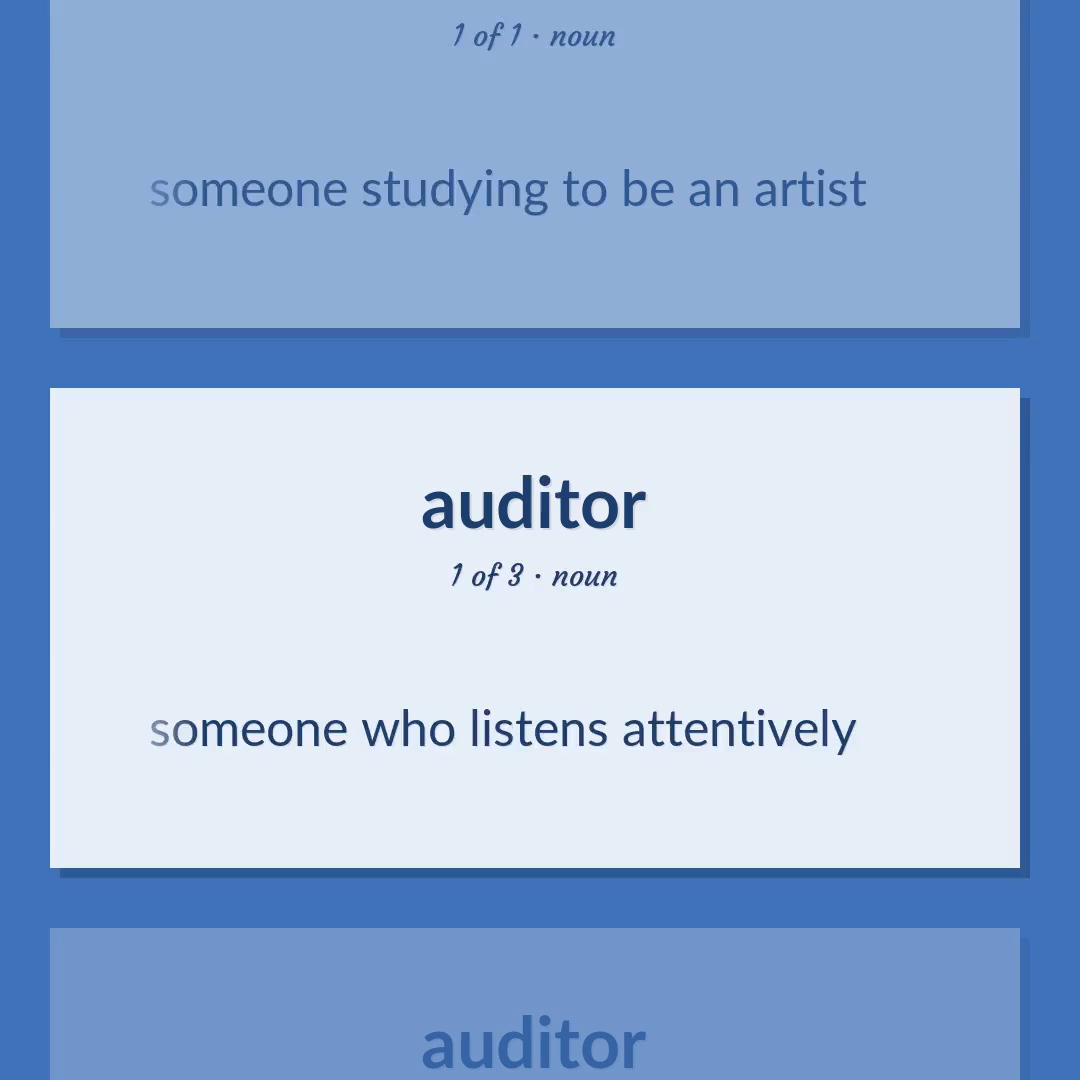 1 of 1 · noun
someone studying to be an artist
auditor
1 of 3 · noun
someone who listens attentively
auditor